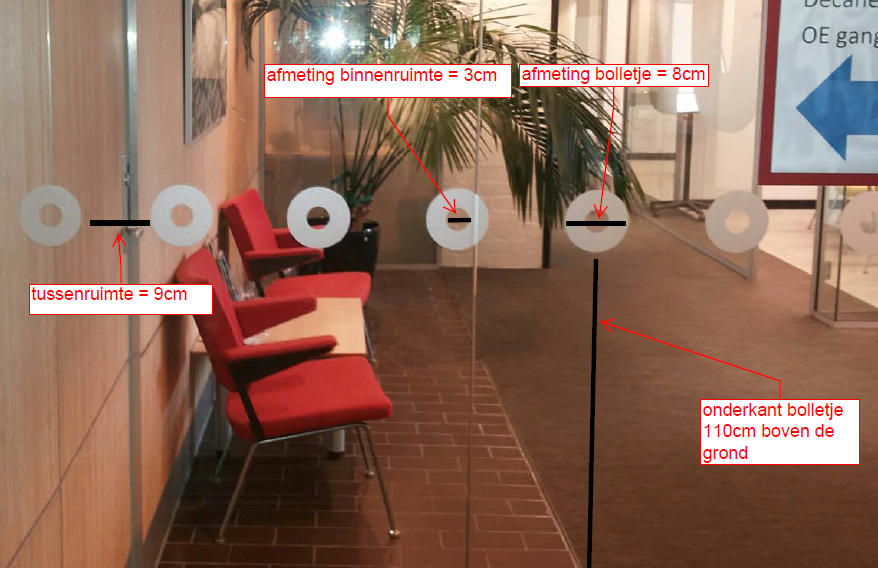 Decane
OE gang
afmeting binnenruimte = 3cm
afmeting bolletje = 8cm
tussenruimte = 9cm
onderkant bolletje
110cm boven de
grond